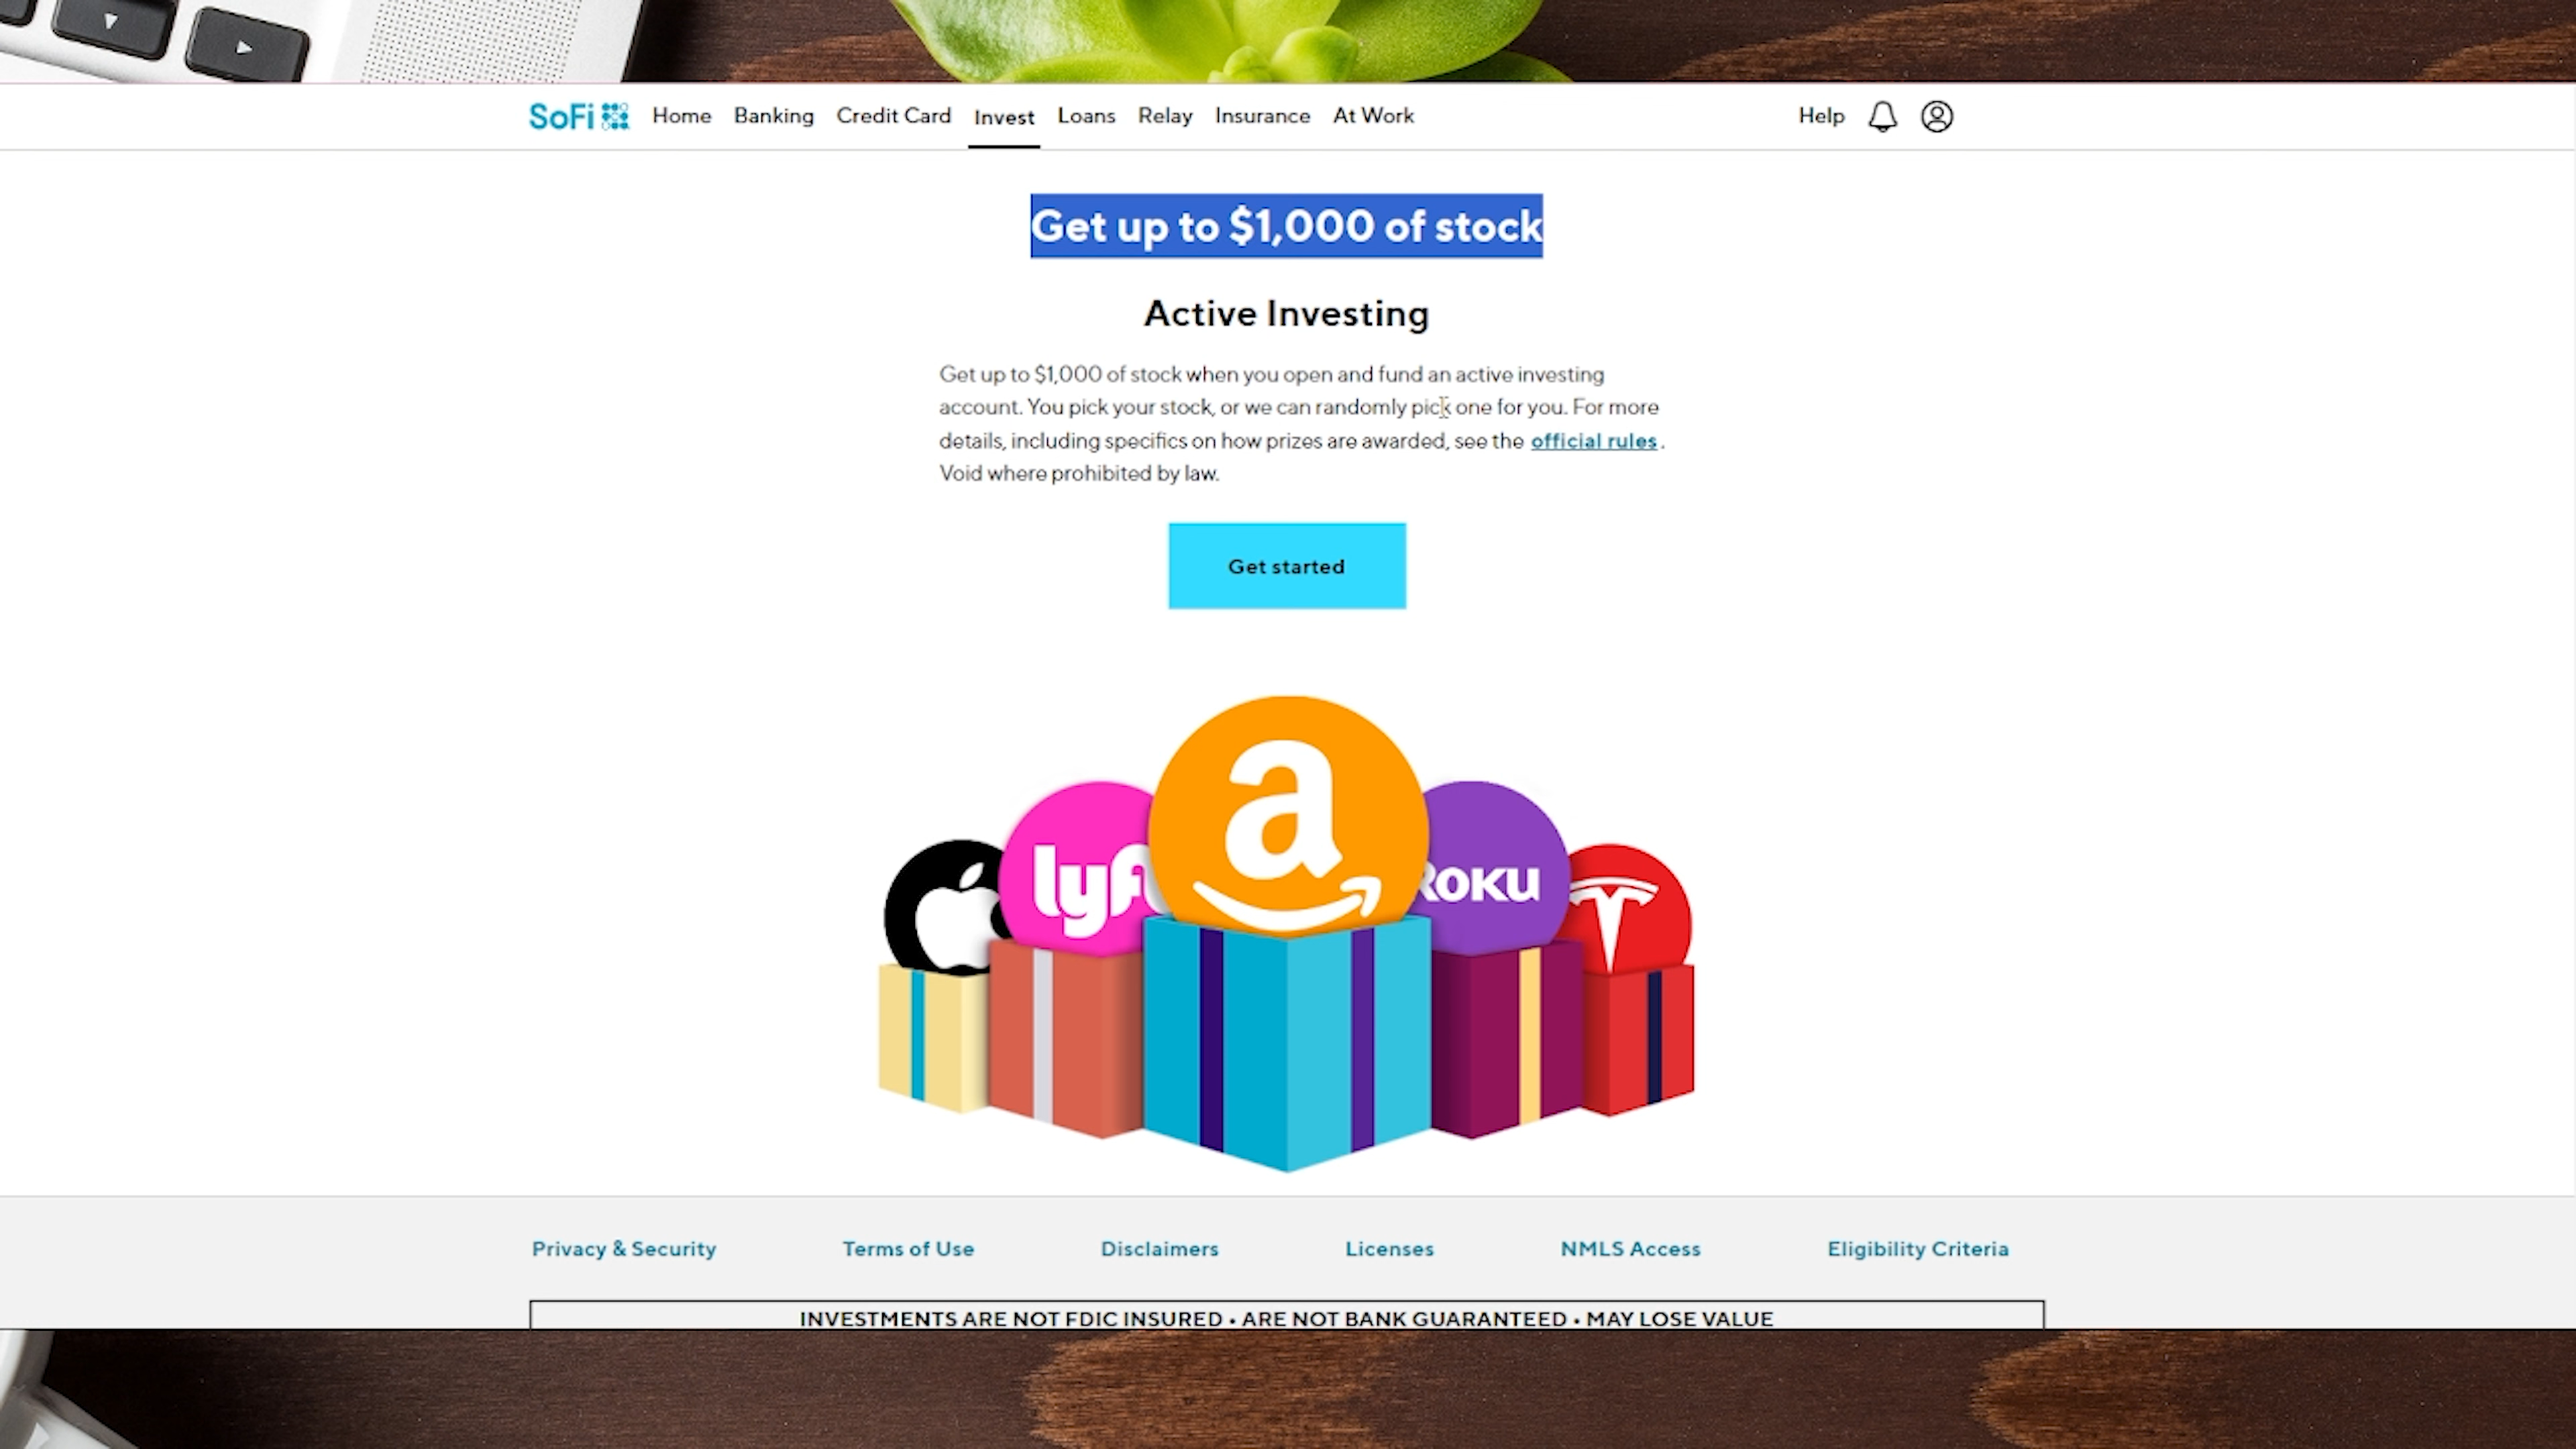 SoFi Home Banking Credit Card Invest Loans Relay Insurance At Work Help
Get up to $1,000 of stock
Active Investing
Get up to $1,000 of stock when you open and fund an active investing
account. You pick your stock, or we can randomly pick one for you. For more
details, including specifics on how prizes are awarded, see the official rules.
Void where prohibited by law.
Get started
a
lyft
Roku
Privacy & Security Terms of Use Disclaimers Licenses NMLS Access Eligibility Criteria
INVESTMENTS ARE NOT FDIC INSURED • ARE NOT BANK GUARANTEED • MAY LOSE VALUE